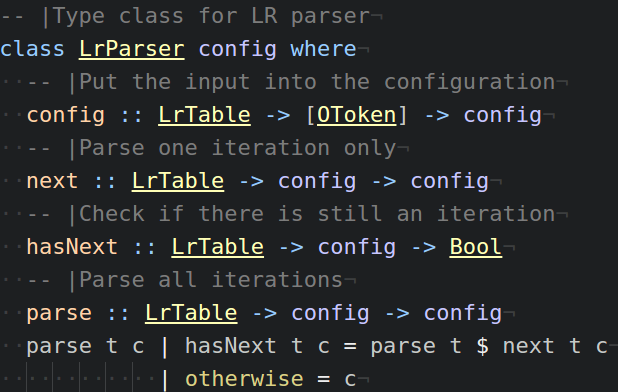 -- |Type class for LR parser¬
class LrParser config where¬
··-- |Put the input into the configuration¬
··config :: LrTable -> [OToken] -> config¬
··-- |Parse one iteration only¬
··next :: LrTable -> config -> config¬
··-- |Check if there is still an iteration¬
··hasNext :: LrTable -> config -> Bool¬
··-- |Parse all iterations¬
··parse :: LrTable -> config -> config¬
··parse t c | hasNext t c = parse t $ next t c¬
··········· | otherwise = c¬